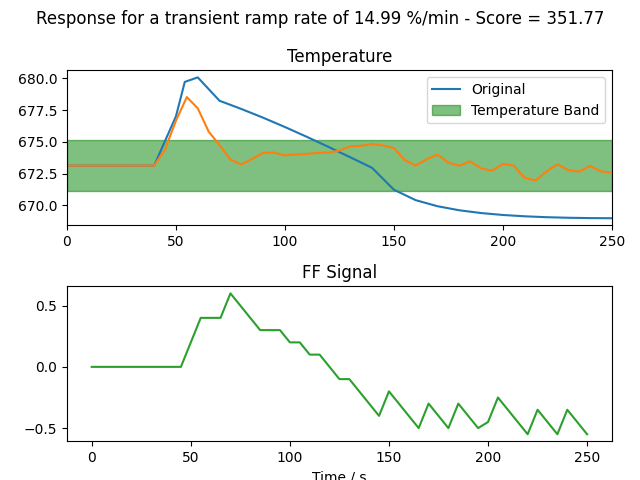 Response for a transient ramp rate of 14.99 %/min - Score = 351.77
Temperature
680.0
677.5
675.0
672.5
670.0
Original
Temperature Band
0 50 100 150 200 250
FF Signal
0.5
0.0
−0.5
0 50 100 150 200 250
Time / s